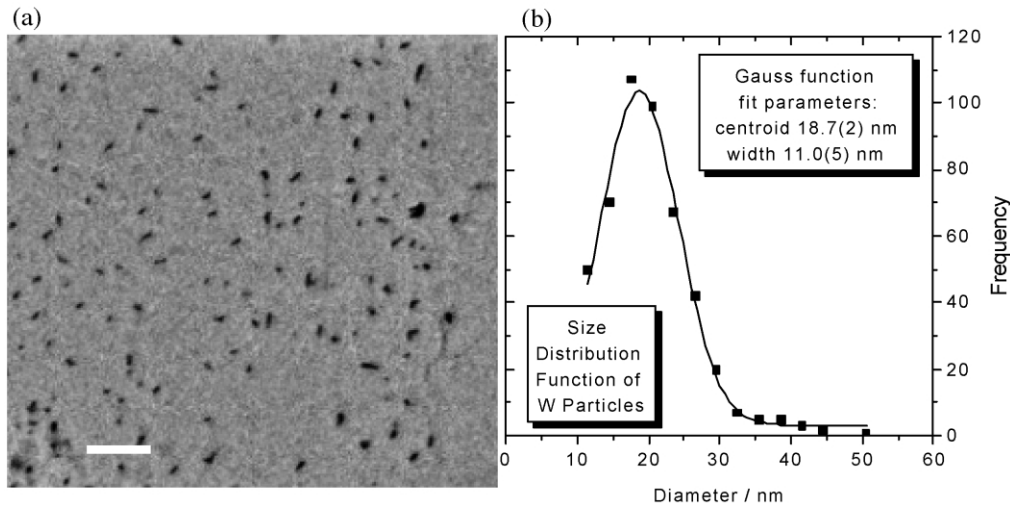 (a)
(b)
Gauss function
fit parameters:
centroid 18.7(2) nm
width 11.0(5) nm
Size
Distribution
Function of
W Particles
120
100
80
60
40
20
0
Frequency
0 10 20 30 40 50 60
Diameter / nm